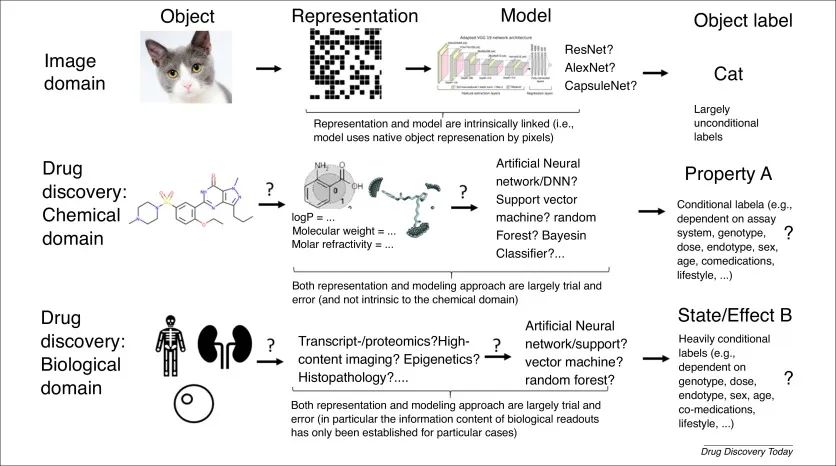 Object
Representation
Model
Object label
Image
domain
Adapted VGG 19 network architecture
ResNet?
AlexNet?
CapsuleNet?
Cat
Representation and model are intrinsically linked (i.e.,
model uses native object represenation by pixels)
Largely
unconditional
labels
Drug
discovery:
Chemical
domain
?
NH₂
O
OH
0
1
logP = ...
Molecular weight = ...
Molar refractivity = ...
?
Artificial Neural
network/DNN?
Support vector
machine? random
Forest? Bayesin
Classifier?...
Property A
Conditional labela (e.g.,
dependent on assay
system, genotype,
dose, endotype, sex,
age, comedications,
lifestyle, ...)
?
Both representation and modeling approach are largely trial and
error (and not intrinsic to the chemical domain)
Drug
discovery:
Biological
domain
?
Transcript-/proteomics?High-
content imaging? Epigenetics?
Histopathology?....
?
Artificial Neural
network/support?
vector machine?
random forest?
State/Effect B
Heavily conditional
labels (e.g.,
dependent on
genotype, dose,
endotype, sex, age,
co-medications,
lifestyle, ...)
?
Both representation and modeling approach are largely trial and
error (in particular the information content of biological readouts
has only been established for particular cases)
Drug Discovery Today